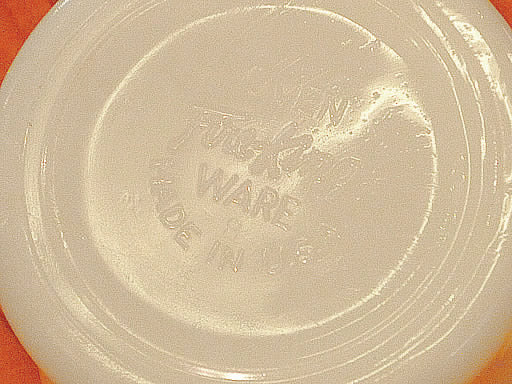 OVEN
Fire-King
WARE
MADE IN U.S.A.